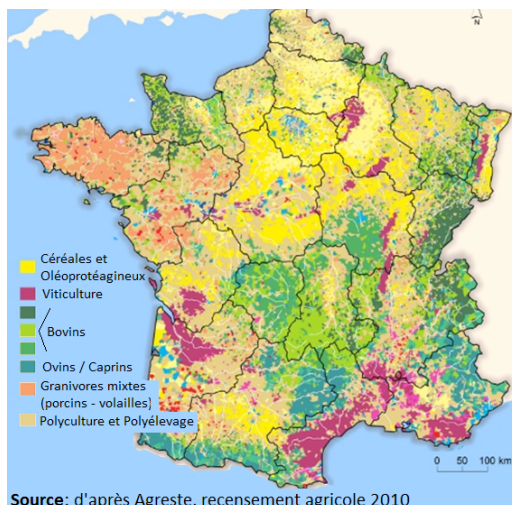 N
Céréales et
Oléoprotéagineux
Viticulture
Bovins
Ovins / Caprins
Granivores mixtes
(porcins - volailles)
Polyculture et Polyélevage
0 50 100 km
Source: d'après Agreste, recensement agricole 2010